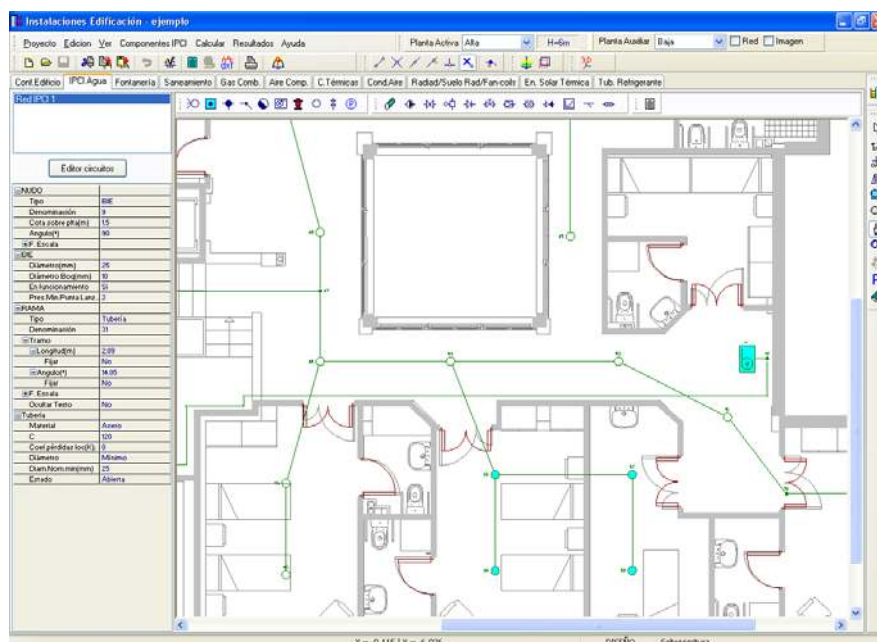 Instalaciones Edificación - ejemplo
Proyecto Edicion Ver Componentes IPCI Calcular Resultados Ayuda
Planta Activa Alta H=6m Planta Auxiliar Baja Red Imagen
Conf.Edificio IPCI.Agua Fontanería Saneamiento Gas Comb. Aire Comp. C.Térmicas Cond.Aire Radiad/Suelo Rad/Fan-coils En. Solar Térmica Tub. Refrigerante
Red IPCI 1
Editor circuitos
NUDO
Tipo BIE
Denominación 9
Cota sobre plta(m) 1,5
Angulo(º) 90
F. Escala
BIE
Diámetro(mm) 25
Diámetro Boq(mm) 10
En funcionamiento Sí
Pres.Min.Punta Lanz.. 2
RAMA
Tipo Tubería
Denominación 31
Tramo
Longitud(m) 2.09
Fijar No
Angulo(º) 14.05
Fijar No
F. Escala
Ocultar Texto No
Tubería
Material Acero
C 120
Coef.pérdidas loc(K). 0
Diámetro Mínimo
Diam.Nom.min(mm) 25
Estado Abierta